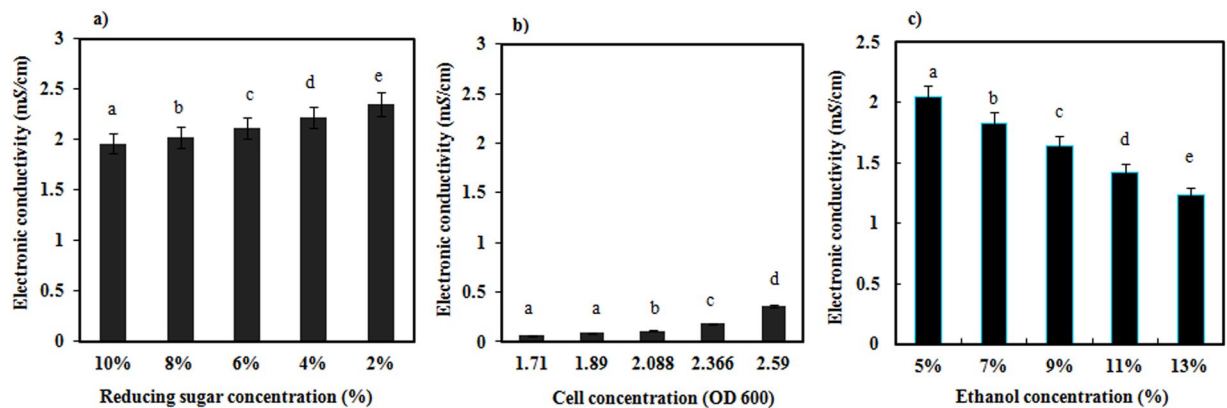 a)
Electronic conductivity (mS/cm)
3
2.5
2
1.5
1
0.5
0
a b c d e
10% 8% 6% 4% 2%
Reducing sugar concentration (%)
b)
Electronic conductivity (mS/cm)
3
2.5
2
1.5
1
0.5
0
a a b c d
1.71 1.89 2.088 2.366 2.59
Cell concentration (OD 600)
c)
Electronic conductivity (mS/cm)
2.5
2
1.5
1
0.5
0
a b c d e
5% 7% 9% 11% 13%
Ethanol concentration (%)